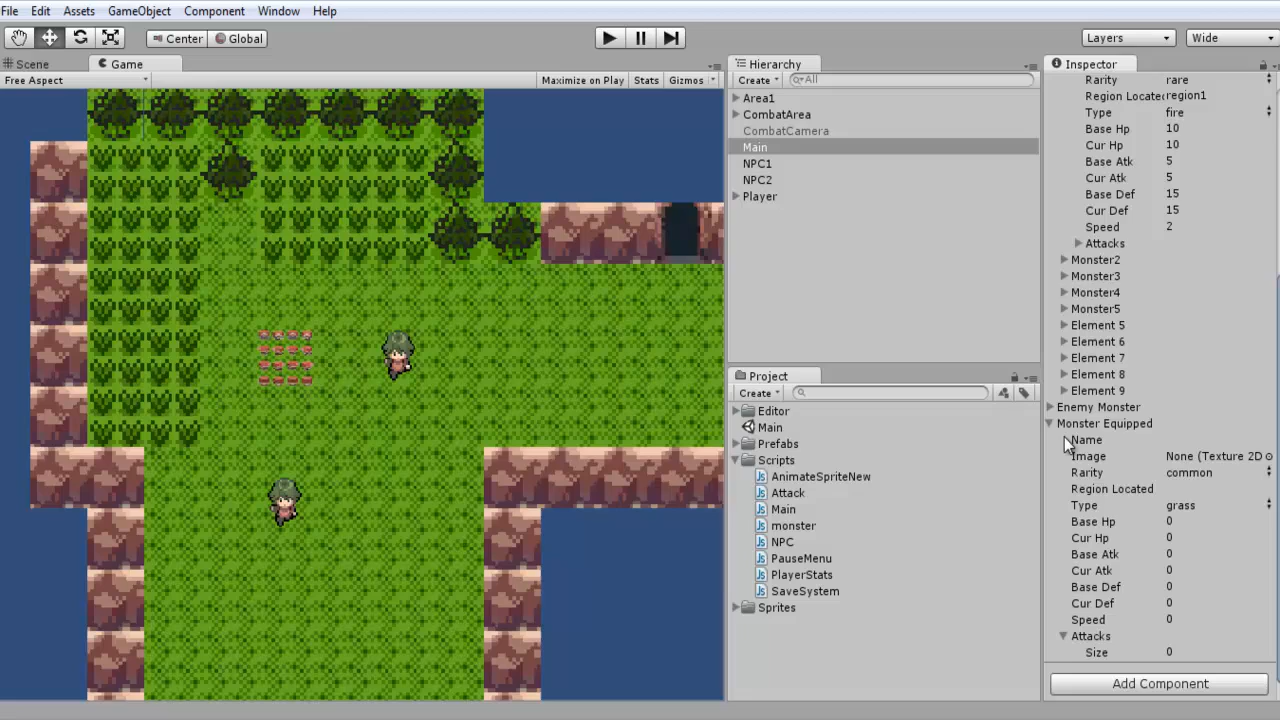 File Edit Assets GameObject Component Window Help
Center Global Layers Wide
Scene Game
Free Aspect Maximize on Play Stats Gizmos
Hierarchy
Create All
Area1
CombatArea
CombatCamera
Main
NPC1
NPC2
Player
Project
Create
Editor
Main
Prefabs
Scripts
AnimateSpriteNew
Attack
Main
monster
NPC
PauseMenu
PlayerStats
SaveSystem
Sprites
Inspector
Rarity rare
Region Locate region1
Type fire
Base Hp 10
Cur Hp 10
Base Atk 5
Cur Atk 5
Base Def 15
Cur Def 15
Speed 2
Attacks
Monster2
Monster3
Monster4
Monster5
Element 5
Element 6
Element 7
Element 8
Element 9
Enemy Monster
Monster Equipped
Name
Image None (Texture 2D
Rarity common
Region Located
Type grass
Base Hp 0
Cur Hp 0
Base Atk 0
Cur Atk 0
Base Def 0
Cur Def 0
Speed 0
Attacks
Size 0
Add Component